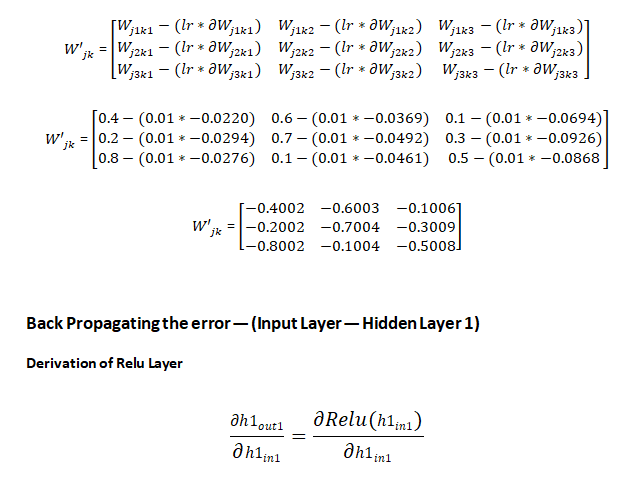 W'jk = [Wj1k1 − (lr * ∂Wj1k1) Wj1k2 − (lr * ∂Wj1k2) Wj1k3 − (lr * ∂Wj1k3)]
Wj2k1 − (lr * ∂Wj2k1) Wj2k2 − (lr * ∂Wj2k2) Wj2k3 − (lr * ∂Wj2k3)
Wj3k1 − (lr * ∂Wj3k1) Wj3k2 − (lr * ∂Wj3k2) Wj3k3 − (lr * ∂Wj3k3]
W'jk = [0.4 − (0.01 * −0.0220) 0.6 − (0.01 * −0.0369) 0.1 − (0.01 * −0.0694)]
0.2 − (0.01 * −0.0294) 0.7 − (0.01 * −0.0492) 0.3 − (0.01 * −0.0926)
0.8 − (0.01 * −0.0276) 0.1 − (0.01 * −0.0461) 0.5 − (0.01 * −0.0868]
W'jk = [−0.4002 −0.6003 −0.1006]
−0.2002 −0.7004 −0.3009
−0.8002 −0.1004 −0.5008]
Back Propagating the error — (Input Layer — Hidden Layer 1)
Derivation of Relu Layer
∂h1out1 / ∂h1in1 = ∂Relu(h1in1) / ∂h1in1